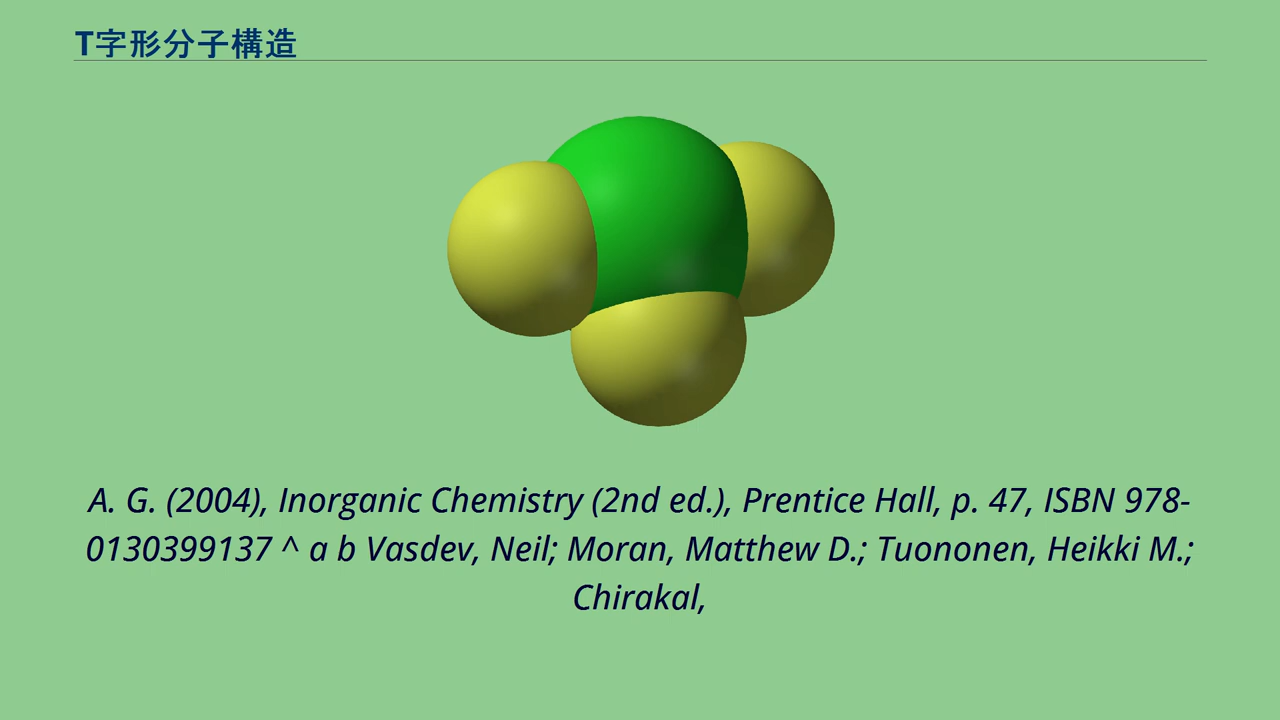 T字形分子構造
A. G. (2004), Inorganic Chemistry (2nd ed.), Prentice Hall, p. 47, ISBN 978-
0130399137 ^ a b Vasdev, Neil; Moran, Matthew D.; Tuononen, Heikki M.;
Chirakal,